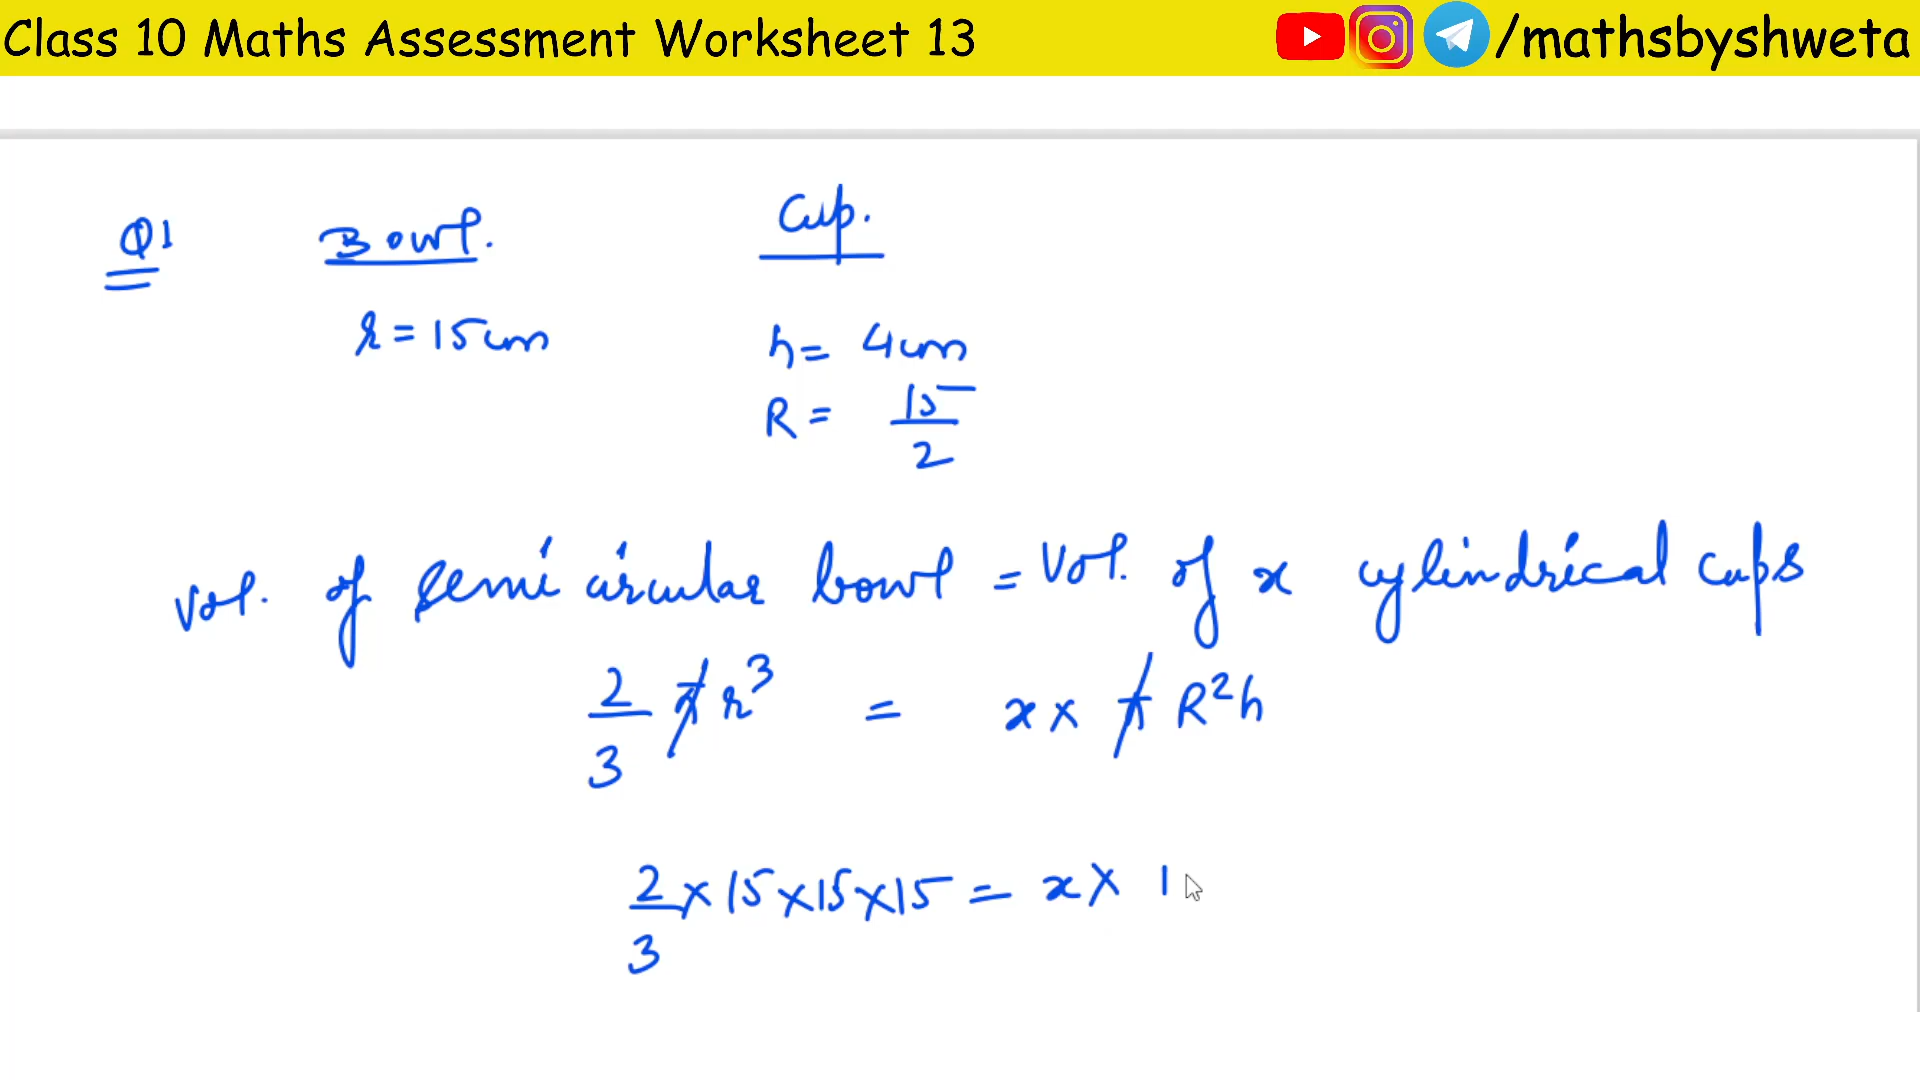 Class 10 Maths Assessment Worksheet 13 /mathsbyshweta
Q1 Bowl. Cup.
r = 15cm h = 4cm
R = 15/2
Vol. of semi circular bowl = Vol. of x cylindrical cups
2/3 π r³ = x × π R²h
2/3 × 15 × 15 × 15 = x × 1